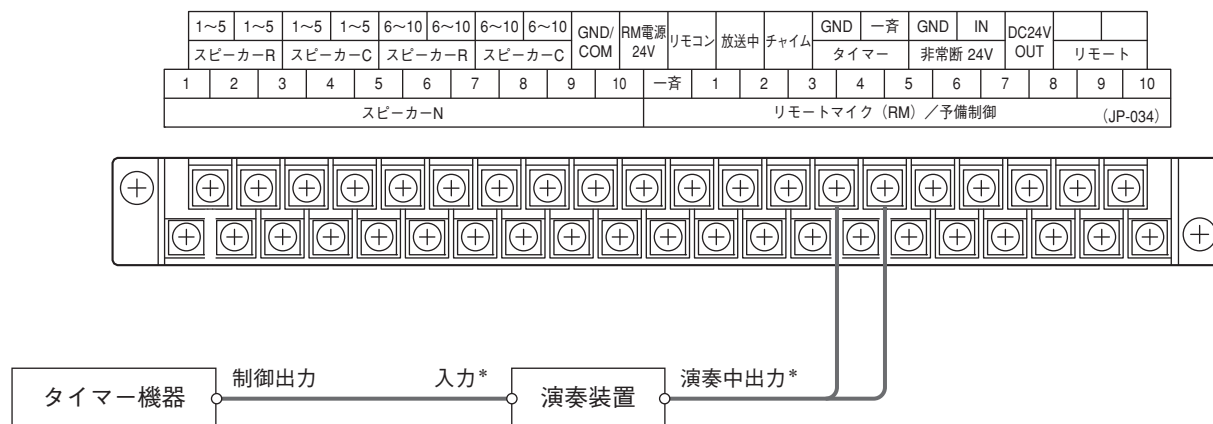 1～5 1～5 1～5 1～5 6～10 6～10 6～10 6～10 GND/COM RM電源24V リモコン 放送中 チャイム GND 一斉 GND IN DC24V OUT
スピーカーR スピーカーC スピーカーR スピーカーC タイマー 非常断 24V リモート
1 2 3 4 5 6 7 8 9 10 一斉 1 2 3 4 5 6 7 8 9 10
スピーカーN リモートマイク（RM）／予備制御 （JP-034）
制御出力 入力* 演奏中出力*
タイマー機器 演奏装置